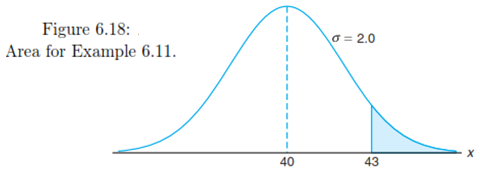 Figure 6.18:
Area for Example 6.11.
σ = 2.0
40
43
x